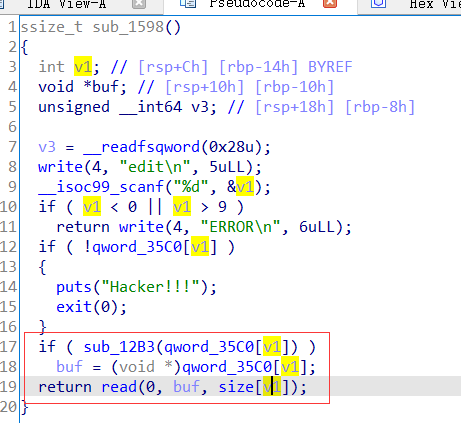 IDA View-A Pseudocode-A Hex View
1 ssize_t sub_1598()
2 {
3 int v1; // [rsp+Ch] [rbp-14h] BYREF
4 void *buf; // [rsp+10h] [rbp-10h]
5 unsigned __int64 v3; // [rsp+18h] [rbp-8h]
6
7 v3 = __readfsqword(0x28u);
8 write(4, "edit\n", 5uLL);
9 __isoc99_scanf("%d", &v1);
10 if ( v1 < 0 || v1 > 9 )
11 return write(4, "ERROR\n", 6uLL);
12 if ( !qword_35C0[v1] )
13 {
14 puts("Hacker!!!");
15 exit(0);
16 }
17 if ( sub_12B3(qword_35C0[v1]) )
18 buf = (void *)qword_35C0[v1];
19 return read(0, buf, size[v1]);
20 }